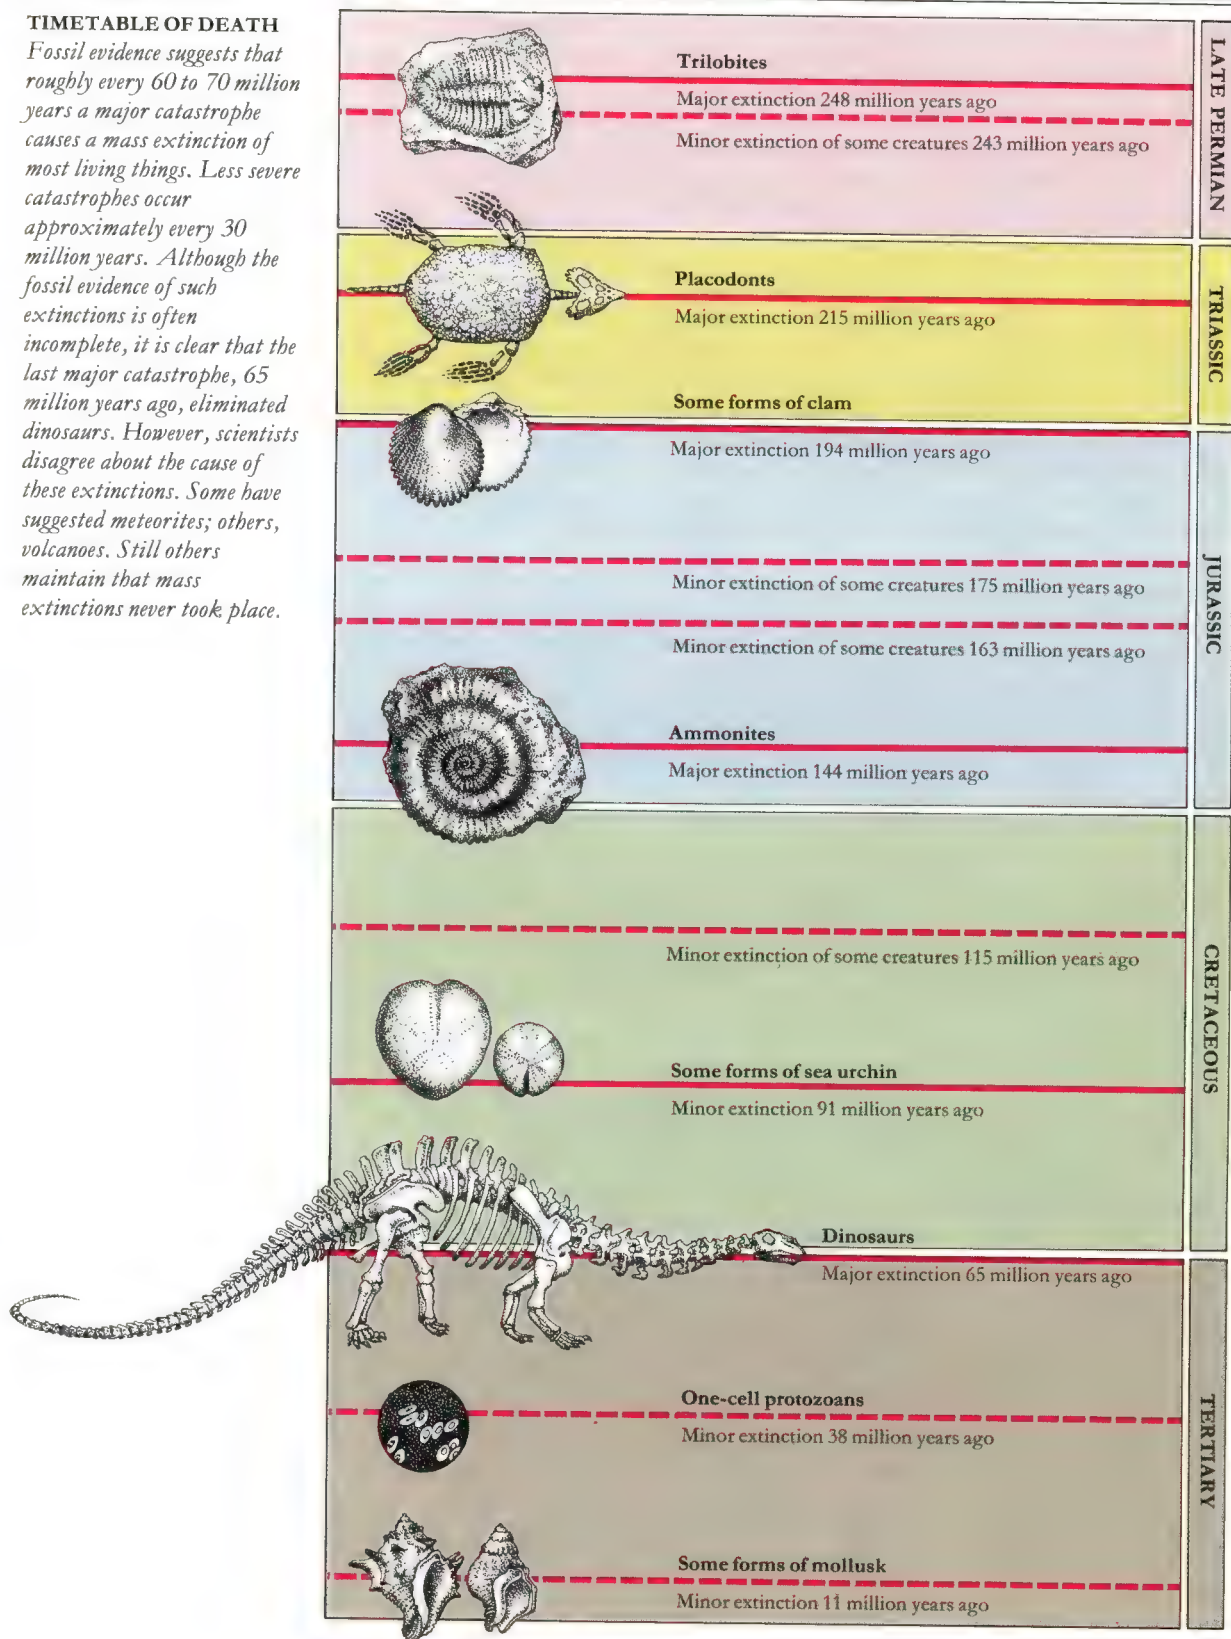 TIMETABLE OF DEATH
Fossil evidence suggests that
roughly every 60 to 70 million
years a major catastrophe
causes a mass extinction of
most living things. Less severe
catastrophes occur
approximately every 30
million years. Although the
fossil evidence of such
extinctions is often
incomplete, it is clear that the
last major catastrophe, 65
million years ago, eliminated
dinosaurs. However, scientists
disagree about the cause of
these extinctions. Some have
suggested meteorites; others,
volcanoes. Still others
maintain that mass
extinctions never took place.
LATE PERMIAN
Trilobites
Major extinction 248 million years ago
Minor extinction of some creatures 243 million years ago
TRIASSIC
Placodonts
Major extinction 215 million years ago
Some forms of clam
JURASSIC
Major extinction 194 million years ago
Minor extinction of some creatures 175 million years ago
Minor extinction of some creatures 163 million years ago
Ammonites
Major extinction 144 million years ago
CRETACEOUS
Minor extinction of some creatures 115 million years ago
Some forms of sea urchin
Minor extinction 91 million years ago
Dinosaurs
TERTIARY
Major extinction 65 million years ago
One-cell protozoans
Minor extinction 38 million years ago
Some forms of mollusk
Minor extinction 11 million years ago